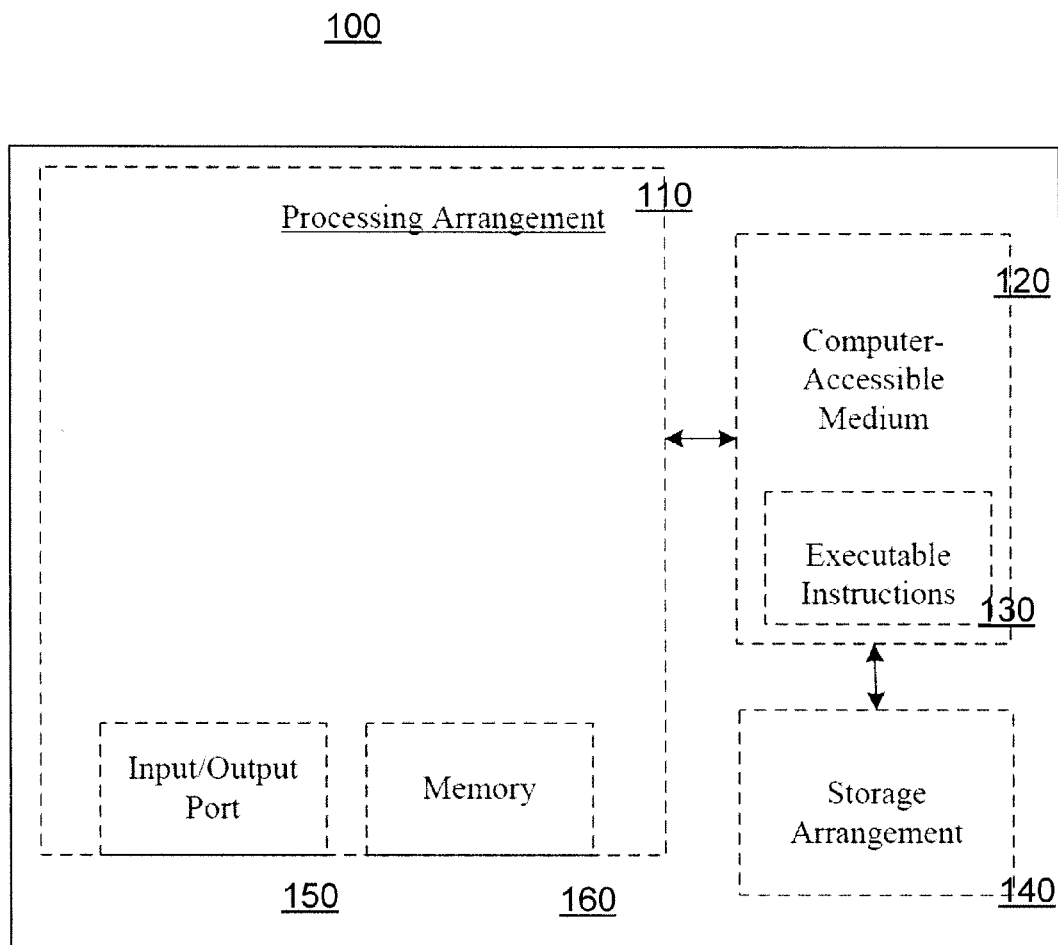 100
110
Processing Arrangement
120
Computer-
Accessible
Medium
Executable
Instructions
130
Input/Output
Port
Memory
Storage
Arrangement
150
160
140